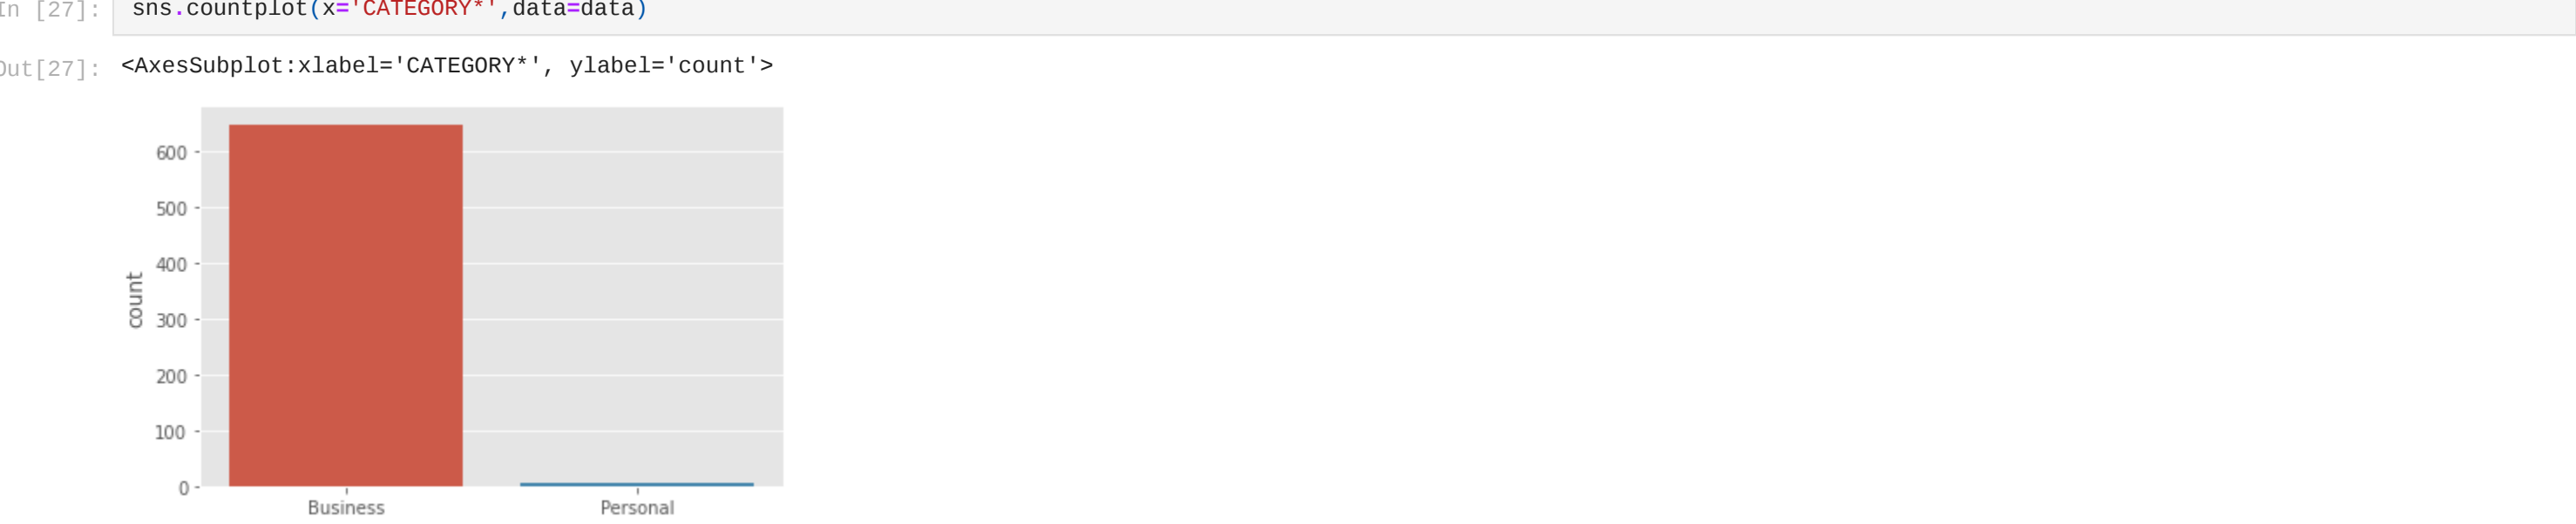 In [27]: sns.countplot(x='CATEGORY*',data=data)
Out[27]: <AxesSubplot:xlabel='CATEGORY*', ylabel='count'>
600
500
400
300
200
100
0
count
Business Personal